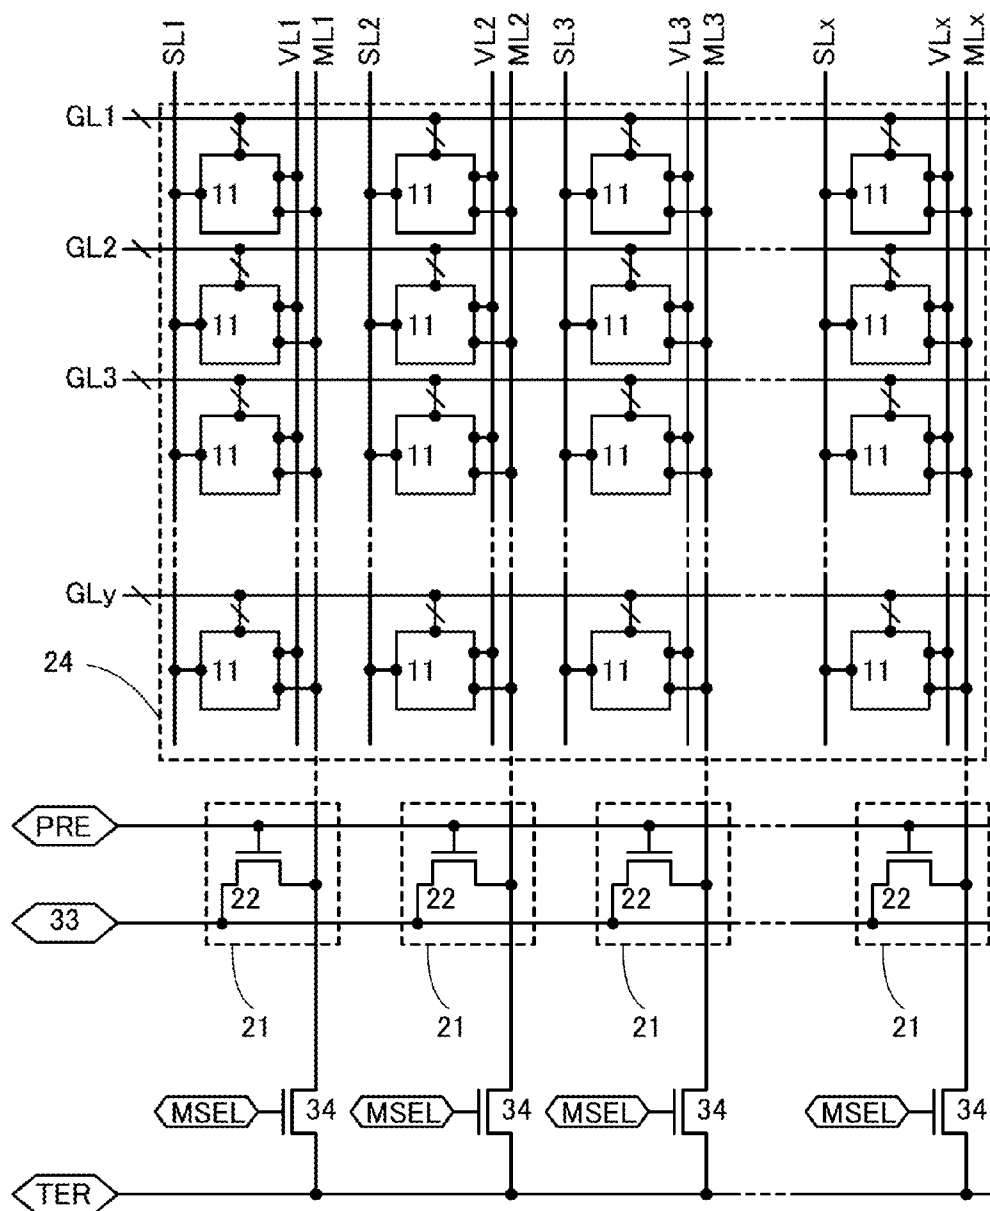 SL1 VL1 ML1 SL2 VL2 ML2 SL3 VL3 ML3 SLx VLx MLx
GL1
11 11 11 11
GL2
11 11 11 11
GL3
11 11 11 11
GLy
24 11 11 11 11
PRE
22 22 22 22
33
21 21 21 21
MSEL 34 MSEL 34 MSEL 34 MSEL 34
TER